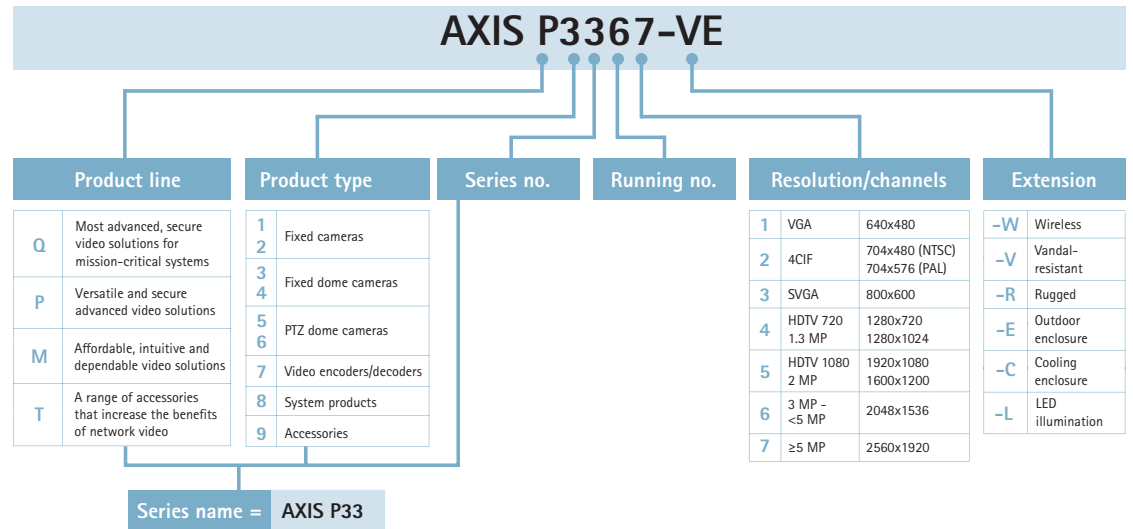 AXIS P3367-VE
Product line
Q
Most advanced, secure
video solutions for
mission-critical systems
P
Versatile and secure
advanced video solutions
M
Affordable, intuitive and
dependable video solutions
T
A range of accessories
that increase the benefits
of network video
Product type
1
2
Fixed cameras
3
4
Fixed dome cameras
5
6
PTZ dome cameras
7 Video encoders/decoders
8 System products
9 Accessories
Series no.
Running no.
Resolution/channels
1 VGA 640x480
2 4CIF
704x480 (NTSC)
704x576 (PAL)
3 SVGA 800x600
4
HDTV 720 1280x720
1.3 MP 1280x1024
5
HDTV 1080 1920x1080
2 MP 1600x1200
6
3 MP -
<5 MP
2048x1536
7 ≥5 MP 2560x1920
Extension
-W Wireless
-V
Vandal-
resistant
-R Rugged
-E
Outdoor
enclosure
-C
Cooling
enclosure
-L
LED
illumination
Series name = AXIS P33